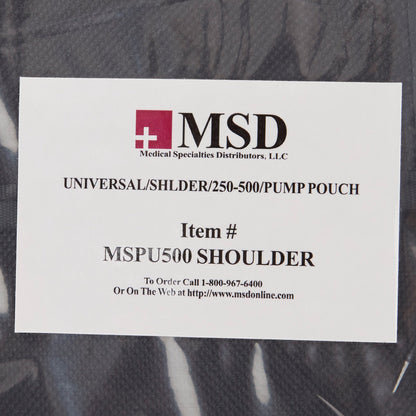 MSD
Medical Specialties Distributors, LLC
UNIVERSAL/SHLDER/250-500/PUMP POUCH
Item #
MSPU500 SHOULDER
To Order Call 1-800-967-6400
Or On The Web at http://www.msdonline.com